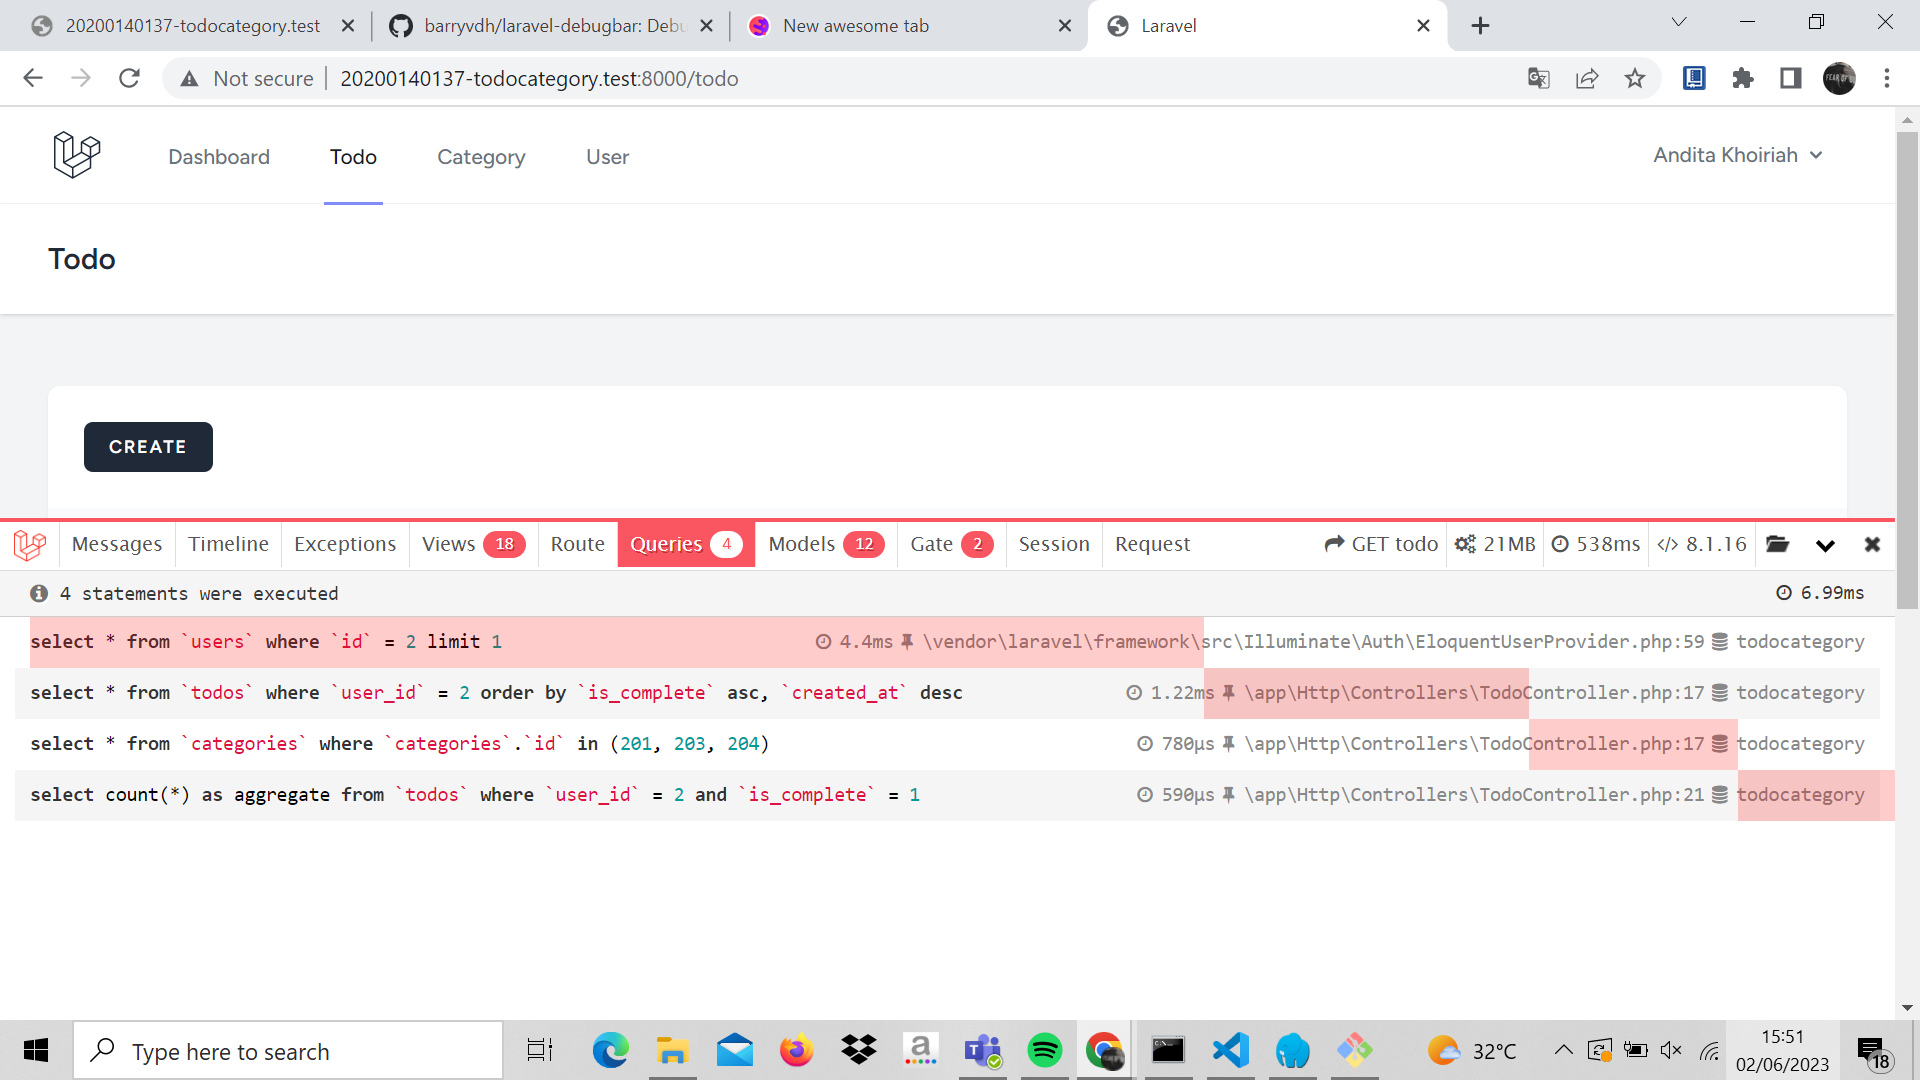 20200140137-todocategory.test
barryvdh/laravel-debugbar: Debu
New awesome tab
Laravel
Not secure
20200140137-todocategory.test:8000/todo
Dashboard
Todo
Category
User
Andita Khoiriah
Todo
CREATE
Messages
Timeline
Exceptions
Views 18
Route
Queries 4
Models 12
Gate 2
Session
Request
GET todo
21MB
538ms
8.1.16
4 statements were executed
6.99ms
select * from `users` where `id` = 2 limit 1
4.4ms \vendor\laravel\framework\src\Illuminate\Auth\EloquentUserProvider.php:59 todocategory
select * from `todos` where `user_id` = 2 order by `is_complete` asc, `created_at` desc
1.22ms \app\Http\Controllers\TodoController.php:17 todocategory
select * from `categories` where `categories`.`id` in (201, 203, 204)
780μs \app\Http\Controllers\TodoController.php:17 todocategory
select count(*) as aggregate from `todos` where `user_id` = 2 and `is_complete` = 1
590μs \app\Http\Controllers\TodoController.php:21 todocategory
Type here to search
32°C
15:51
02/06/2023
18